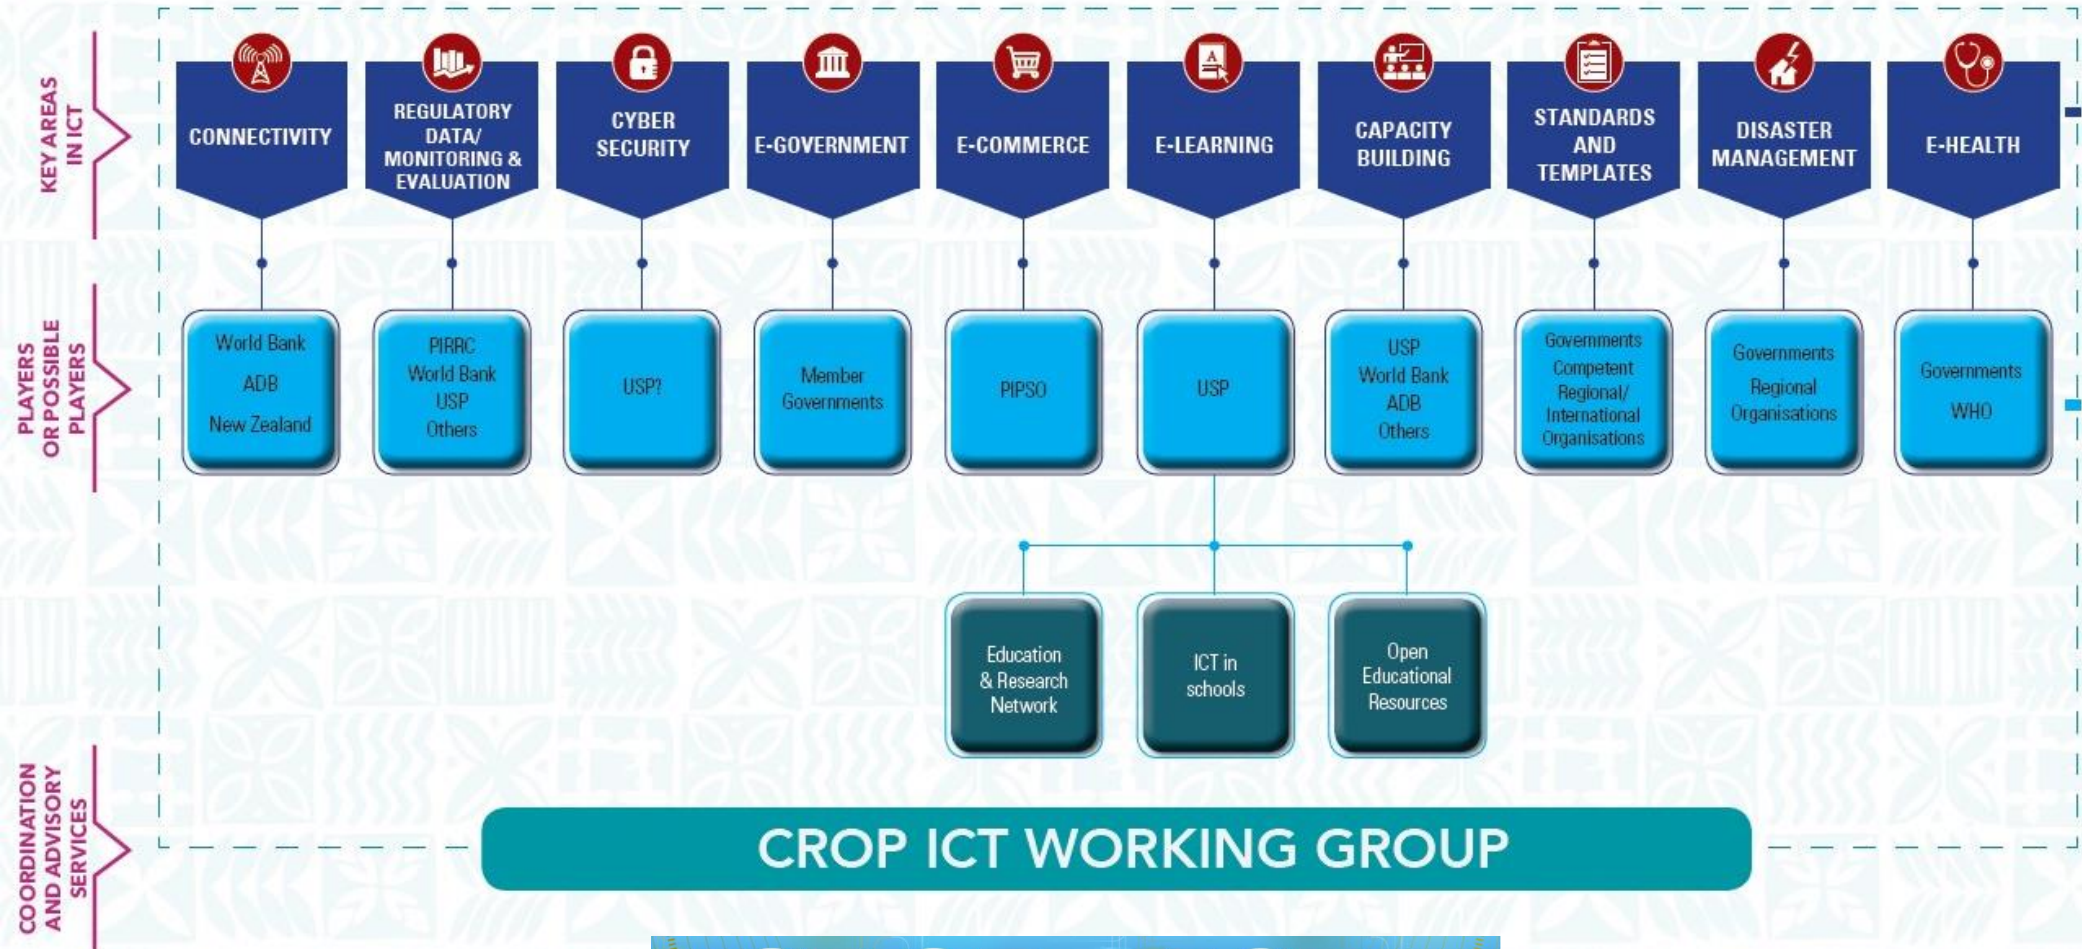 KEY AREAS
IN ICT
CONNECTIVITY
REGULATORY
DATA/
MONITORING &
EVALUATION
CYBER
SECURITY
E-GOVERNMENT
E-COMMERCE
E-LEARNING
CAPACITY
BUILDING
STANDARDS
AND
TEMPLATES
DISASTER
MANAGEMENT
E-HEALTH
PLAYERS
OR POSSIBLE
PLAYERS
World Bank
ADB
New Zealand
PIRRC
World Bank
USP
Others
USP?
Member
Governments
PIPSO
USP
USP
World Bank
ADB
Others
Governments
Competent
Regional/
International
Organisations
Governments
Regional
Organisations
Governments
WHO
Education
& Research
Network
ICT in
schools
Open
Educational
Resources
COORDINATION
AND ADVISORY
SERVICES
CROP ICT WORKING GROUP